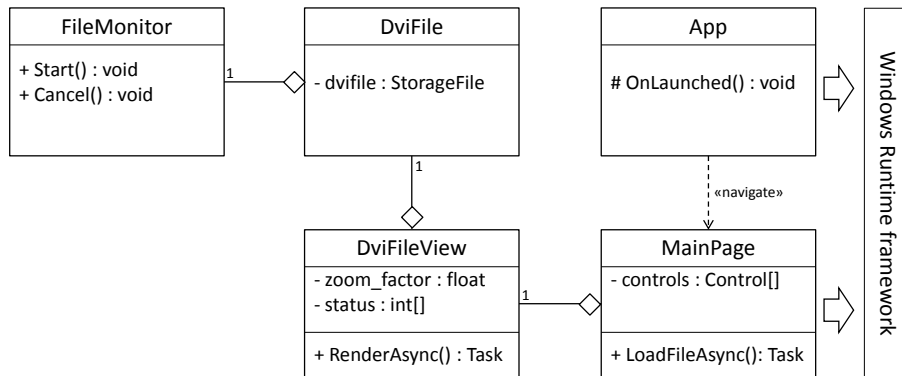 FileMonitor
+ Start() : void
+ Cancel() : void
1
DviFile
- dvifile : StorageFile
1
App
# OnLaunched() : void
«navigate»
DviFileView
- zoom_factor : float
- status : int[]
+ RenderAsync() : Task
1
MainPage
- controls : Control[]
+ LoadFileAsync(): Task
Windows Runtime framework